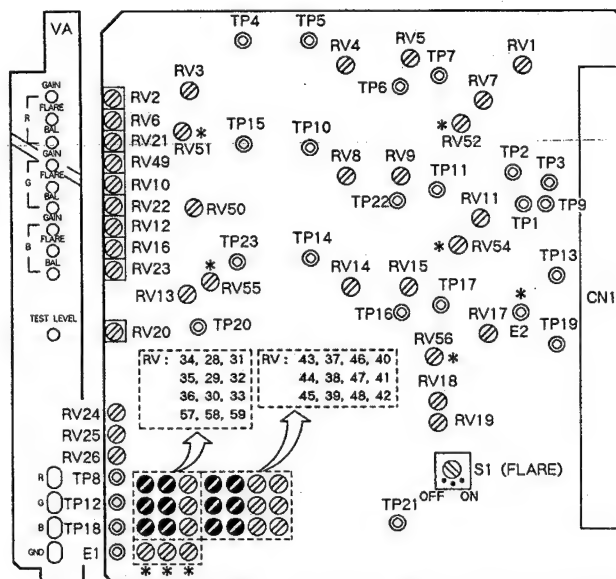 VA
TP4
TP5
RV5
RV1
RV4
TP7
RV3
TP6
RV7
GAIN
R
FLARE
BAL
RV2
RV6
RV21
RV51 *
TP15
TP10
* RV52
GAIN
G
FLARE
BAL
RV49
RV10
RV22
RV8
RV9
TP11
TP2
TP3
TP22
RV11
TP1
TP9
RV50
GAIN
B
FLARE
BAL
RV12
RV16
RV23
TP23
TP14
* RV54
TP13
*
RV55
RV13
RV14
RV15
TP17
*
CN1
TEST LEVEL
RV20
TP20
TP16
RV17
E2
TP19
RV56
*
RV : 34, 28, 31
35, 29, 32
36, 30, 33
57, 58, 59
RV : 43, 37, 46, 40
44, 38, 47, 41
45, 39, 48, 42
RV18
RV19
RV24
RV25
RV26
R
TP8
G
TP12
B
TP18
GND
E1
* * *
S1 (FLARE)
OFF ON
TP21